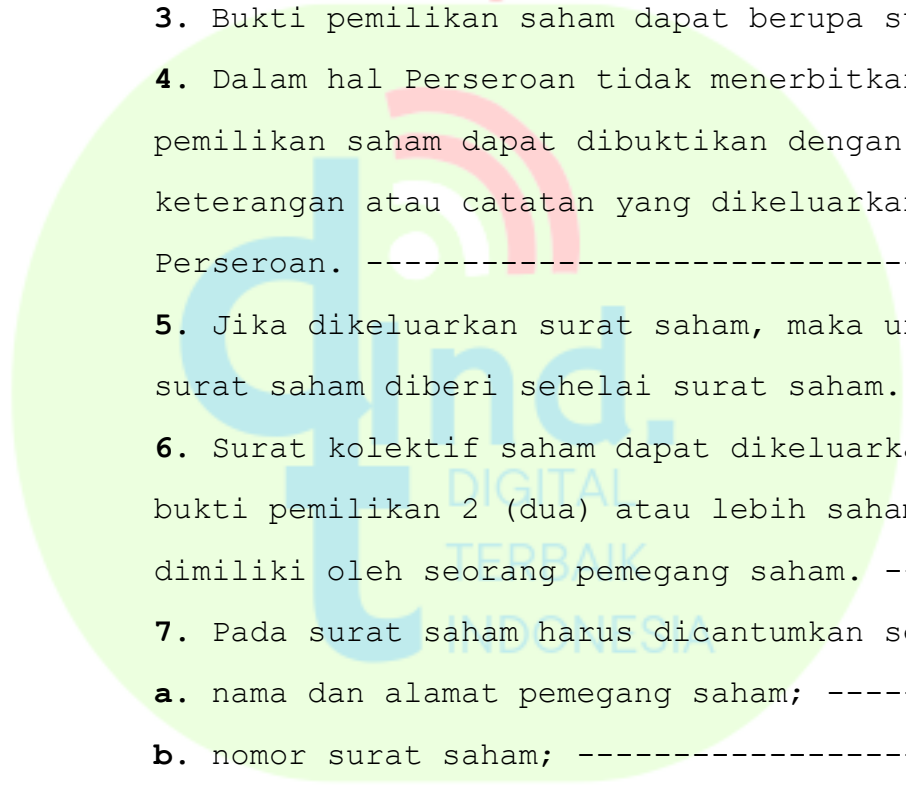 3. Bukti pemilikan saham dapat berupa
4. Dalam hal Perseroan tidak menerbitkan
pemilikan saham dapat dibuktikan dengan
keterangan atau catatan yang dikeluarkan
Perseroan. ----------------------------
5. Jika dikeluarkan surat saham, maka
surat saham diberi sehelai surat saham.
6. Surat kolektif saham dapat
bukti pemilikan 2 (dua) atau lebih saham
dimiliki oleh seorang pemegang saham. --
7. Pada surat saham harus dicantumkan
a. nama dan alamat pemegang saham; -----
b. nomor surat saham; -----------------
dt ind.
DIGITAL
TERBAIK
INDONESIA